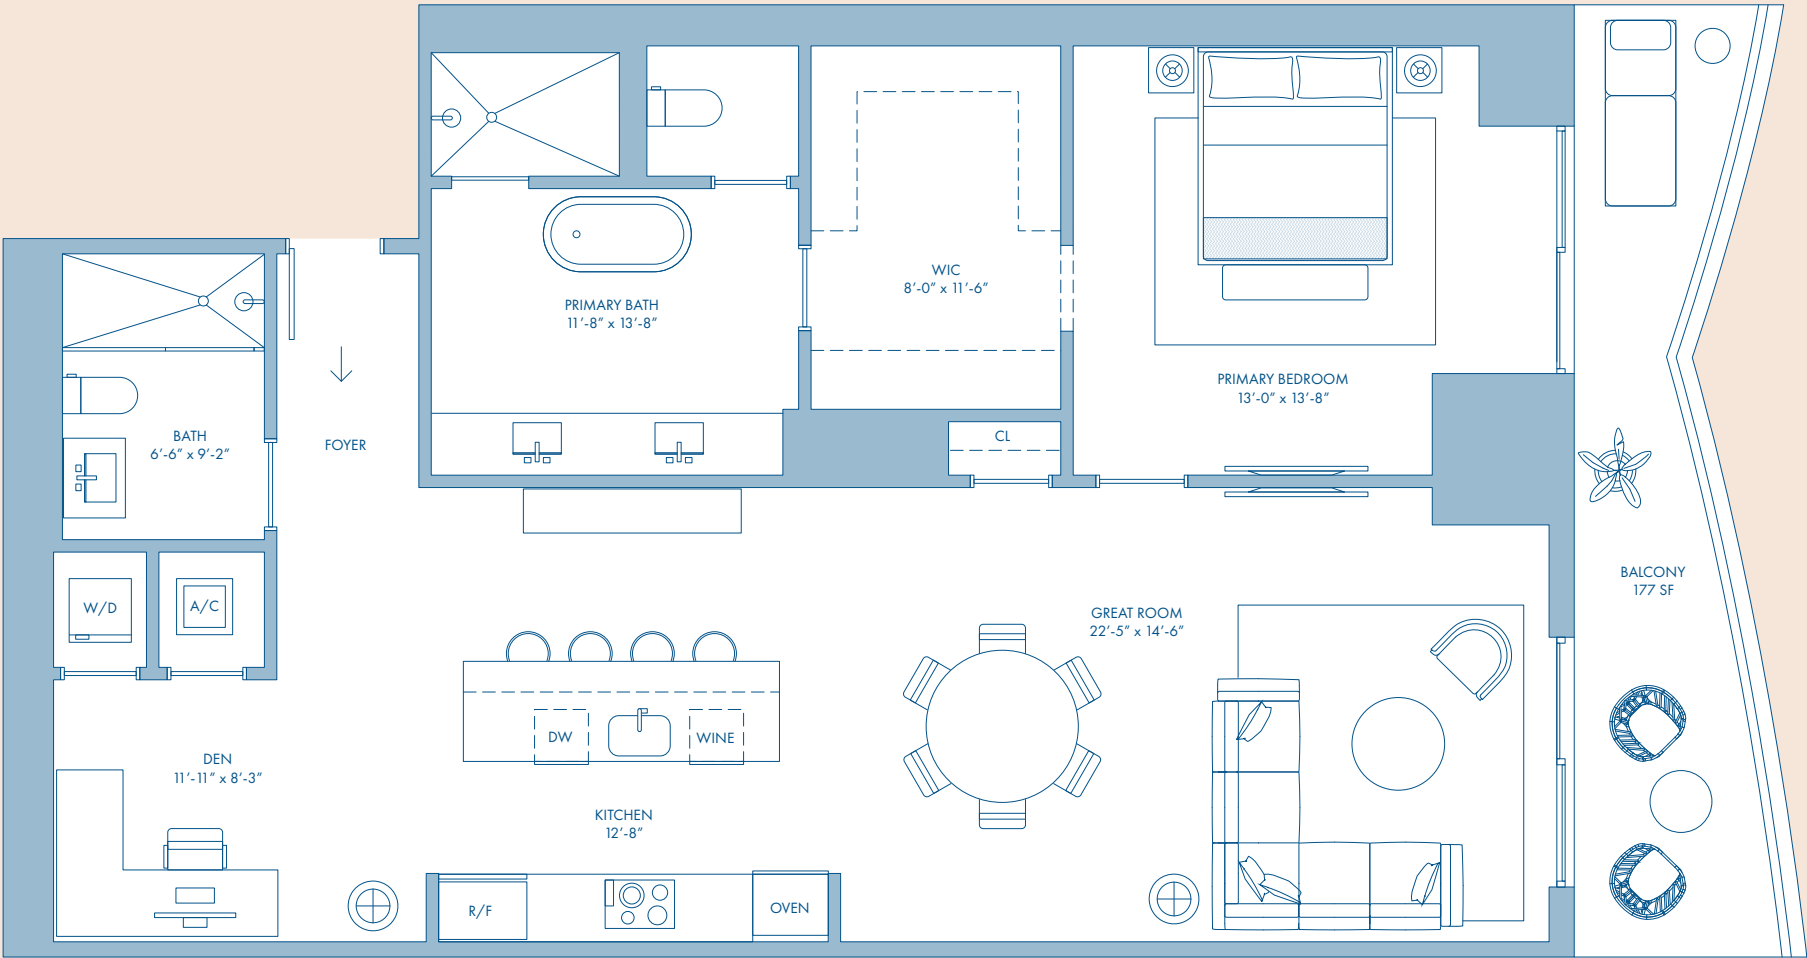 WIC
8’-0” x 11’-6”
PRIMARY BATH
11’-8” x 13’-8”
PRIMARY BEDROOM
13’-0” x 13’-8”
BATH
6’-6” x 9’-2”
FOYER
CL
BALCONY
177 SF
W/D
A/C
GREAT ROOM
22’-5” x 14’-6”
DW
WINE
DEN
11’-11” x 8’-3”
KITCHEN
12’-8”
R/F
OVEN